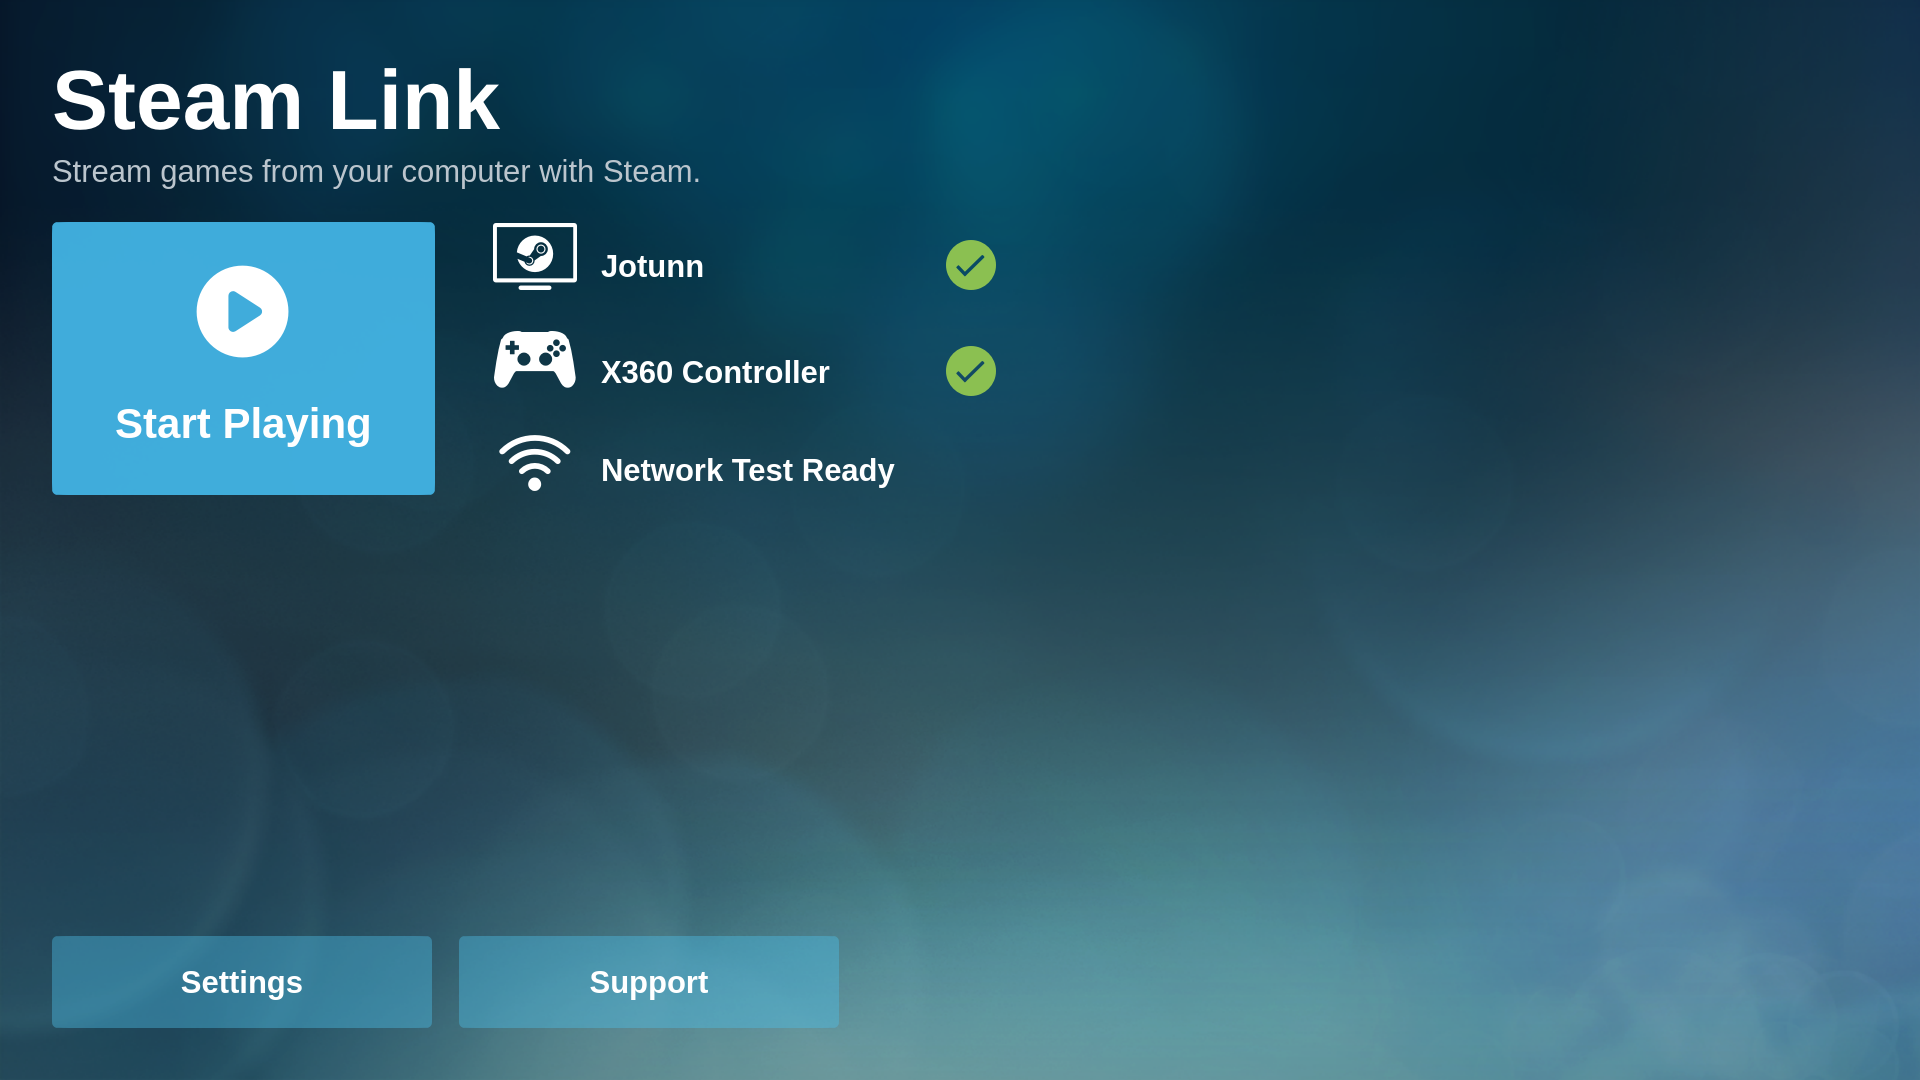 Steam Link
Stream games from your computer with Steam.
Start Playing
Jotunn
X360 Controller
Network Test Ready
Settings
Support